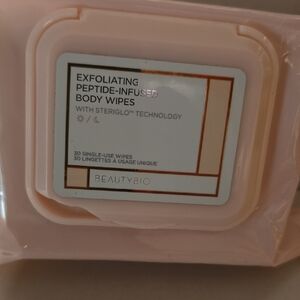 EXFOLIATING
PEPTIDE-INFUSED
BODY WIPES
WITH STERIGLO™ TECHNOLOGY
30 SINGLE-USE WIPES
30 LINGETTES A USAGE UNIQUE
BEAUTYBIO